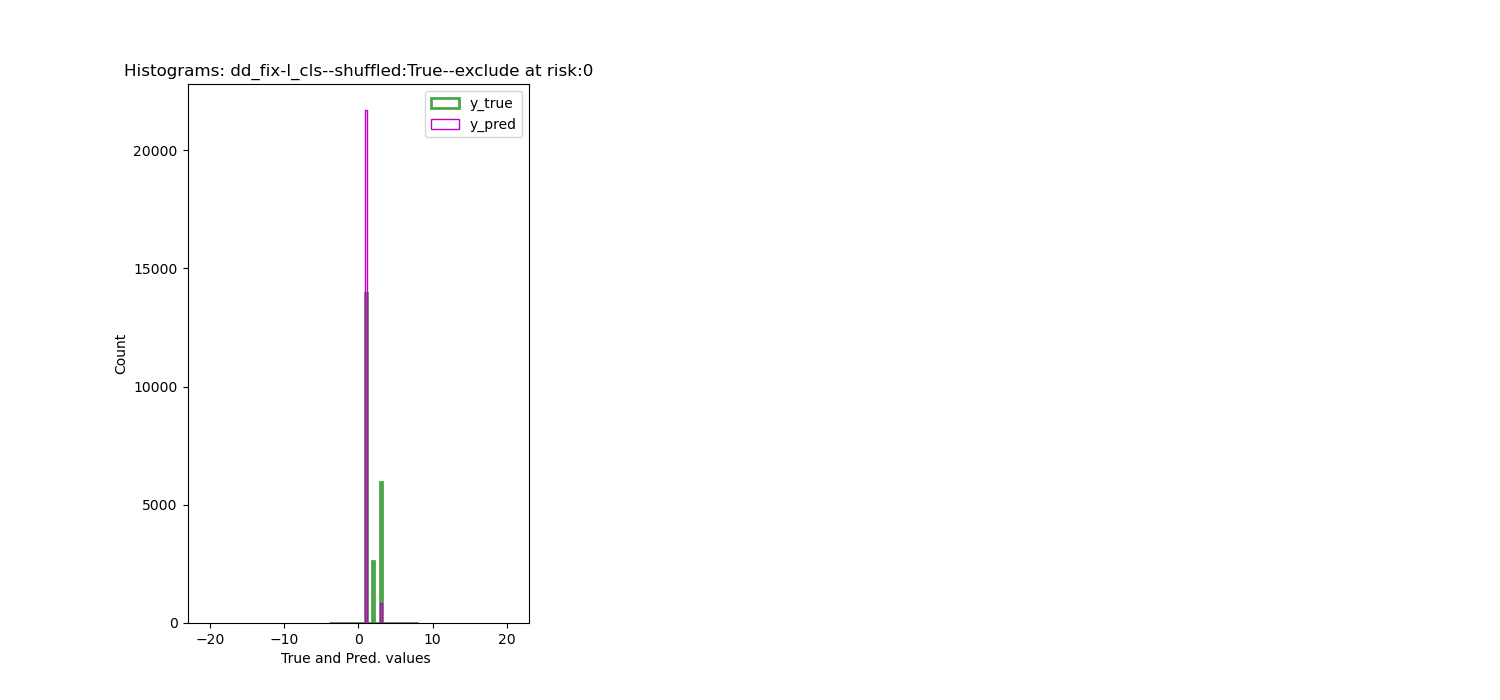 Histograms: dd_fix-l_cls--shuffled:True--exclude at risk:0
y_true
y_pred
20000
15000
10000
5000
0
Count
−20 −10 0 10 20
True and Pred. values